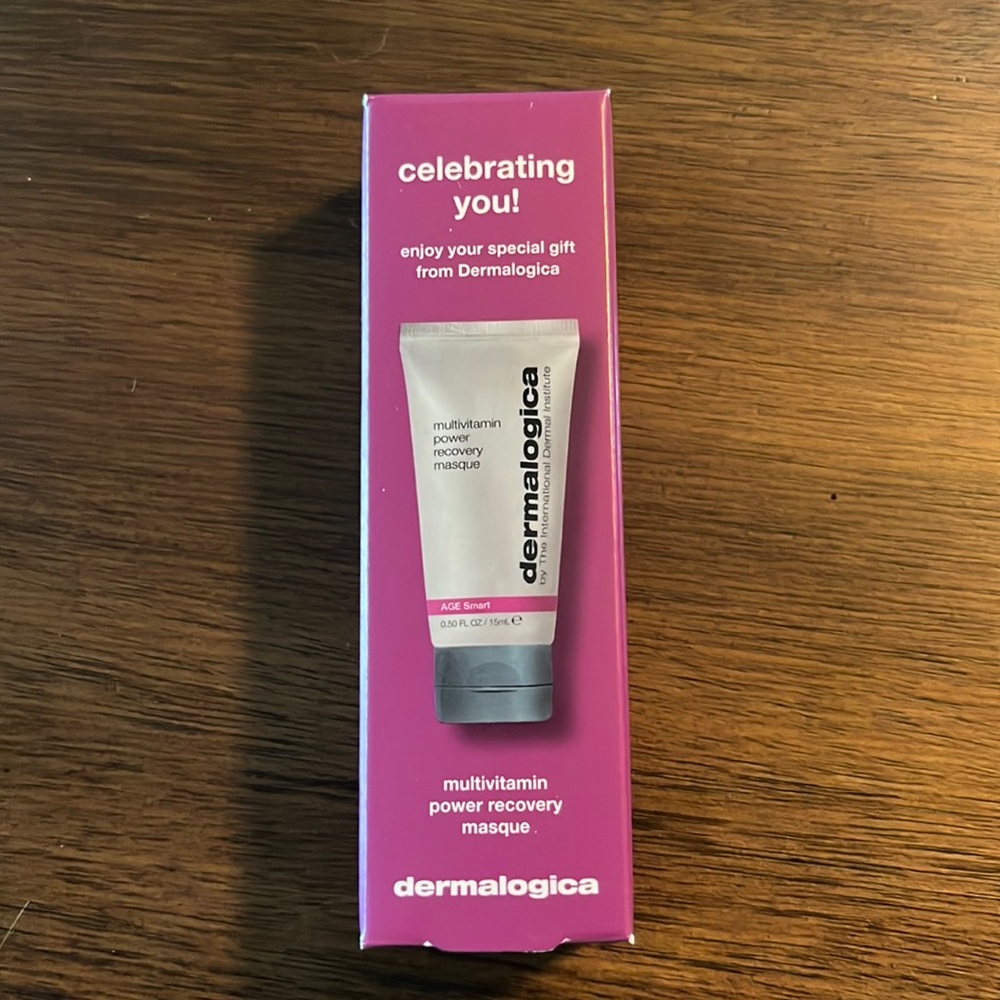 celebrating
you!
enjoy your special gift
from Dermalogica
multivitamin
power
recovery
masque
dermalogica
by The International Dermal Institute
AGE Smart
0.50 FL OZ / 15mL ℮
multivitamin
power recovery
masque
dermalogica